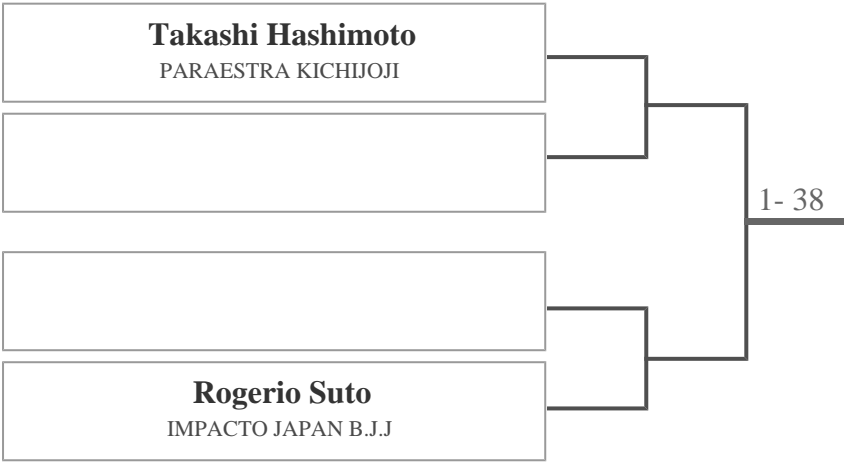 Takashi Hashimoto
PARAESTRA KICHIJOJI
1- 38
Rogerio Suto
IMPACTO JAPAN B.J.J